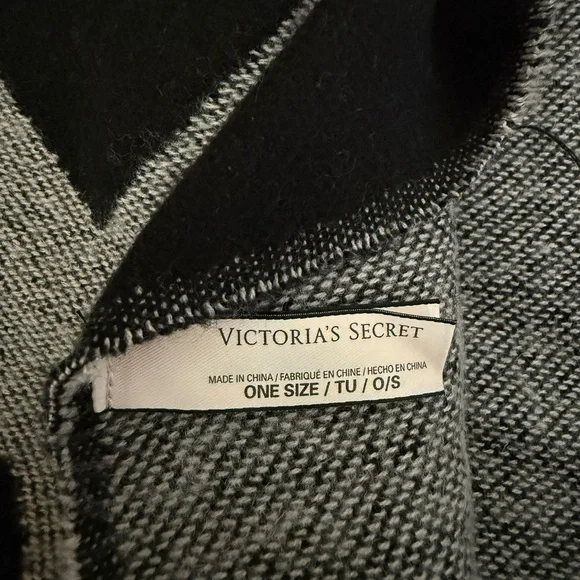 VICTORIA'S SECRET
MADE IN CHINA / FABRIQUÉ EN CHINE / HECHO EN CHINA
ONE SIZE / TU / O/S